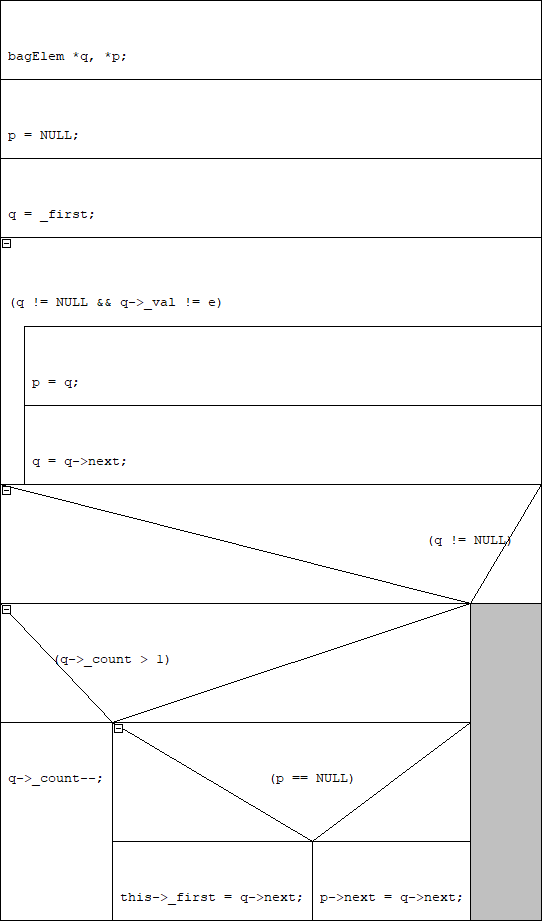 bagElem *q, *p;
p = NULL;
q = _first;
(q != NULL && q->_val != e)
p = q;
q = q->next;
(q != NULL)
(q->_count > 1)
q->_count--;
(p == NULL)
this->_first = q->next;
p->next = q->next;